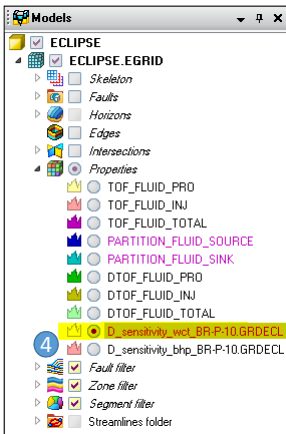 Models
ECLIPSE
ECLIPSE.EGRID
Skeleton
Faults
Horizons
Edges
Intersections
Properties
TOF_FLUID_PRO
TOF_FLUID_INJ
TOF_FLUID_TOTAL
PARTITION_FLUID_SOURCE
PARTITION_FLUID_SINK
DTOF_FLUID_PRO
DTOF_FLUID_INJ
DTOF_FLUID_TOTAL
D_sensitivity_wct_BR-P-10.GRDECL
4 D_sensitivity_bhp_BR-P-10.GRDECL
Fault filter
Zone filter
Segment filter
Streamlines folder